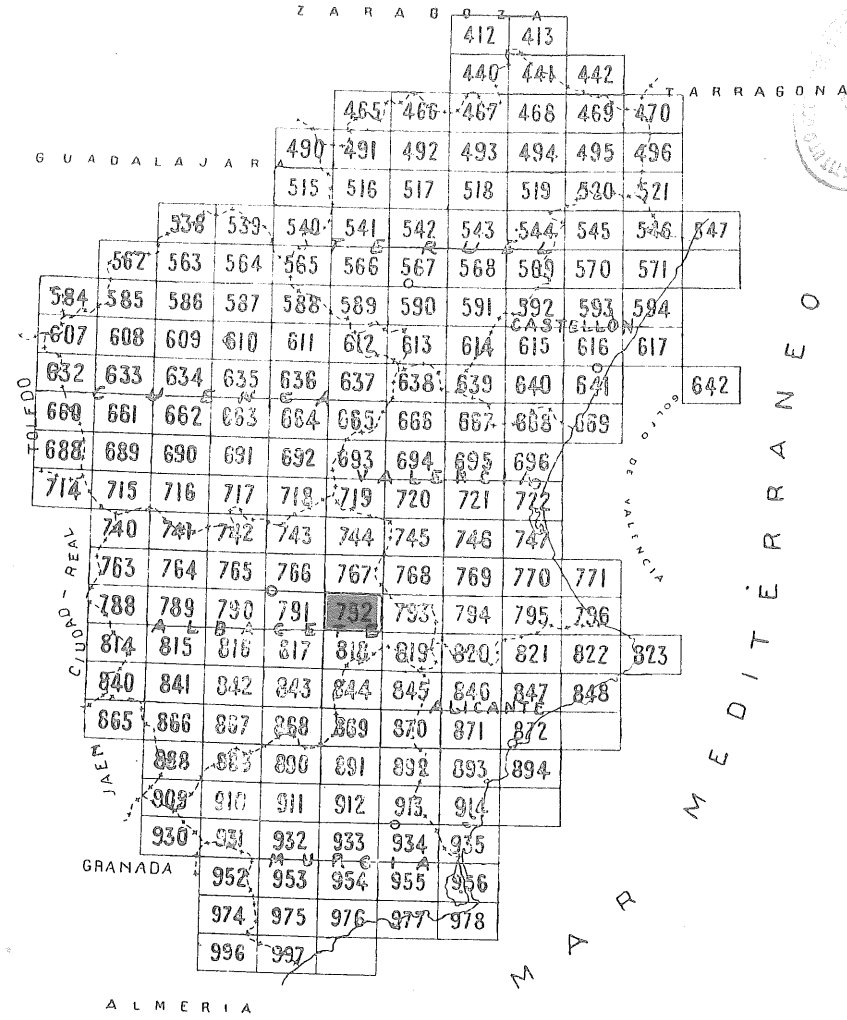 ZARAGOZA
412 413
440 441 442
TARRAGONA
465 466 467 468 469 470
GUADALAJARA
490 491 492 493 494 495 496
515 516 517 518 519 520 521
538 539 540 541 542 543 544 545 546 547
TERUEL
562 563 564 565 566 567 568 569 570 571
584 585 586 587 588 589 590 591 592 593 594
CASTELLÓN
607 608 609 610 611 612 613 614 615 616 617
632 633 634 635 636 637 638 639 640 641 642
CUENCA
TOLEDO
660 661 662 663 664 665 666 667 668 669
GOLFO DE VALENCIA
688 689 690 691 692 693 694 695 696
VALENCIA
714 715 716 717 718 719 720 721 722
740 741 742 743 744 745 746 747
CIUDAD-REAL
763 764 765 766 767 768 769 770 771
788 789 790 791 792 793 794 795 796
ALBACETE
814 815 816 817 818 819 820 821 822 823
840 841 842 843 844 845 846 847 848
ALICANTE
865 866 867 868 869 870 871 872
JAEN
888 889 890 891 892 893 894
909 910 911 912 913 914
930 931 932 933 934 935
GRANADA
MURCIA
952 953 954 955 956
974 975 976 977 978
996 997
MAR MEDITÉRRANEO
ALMERIA